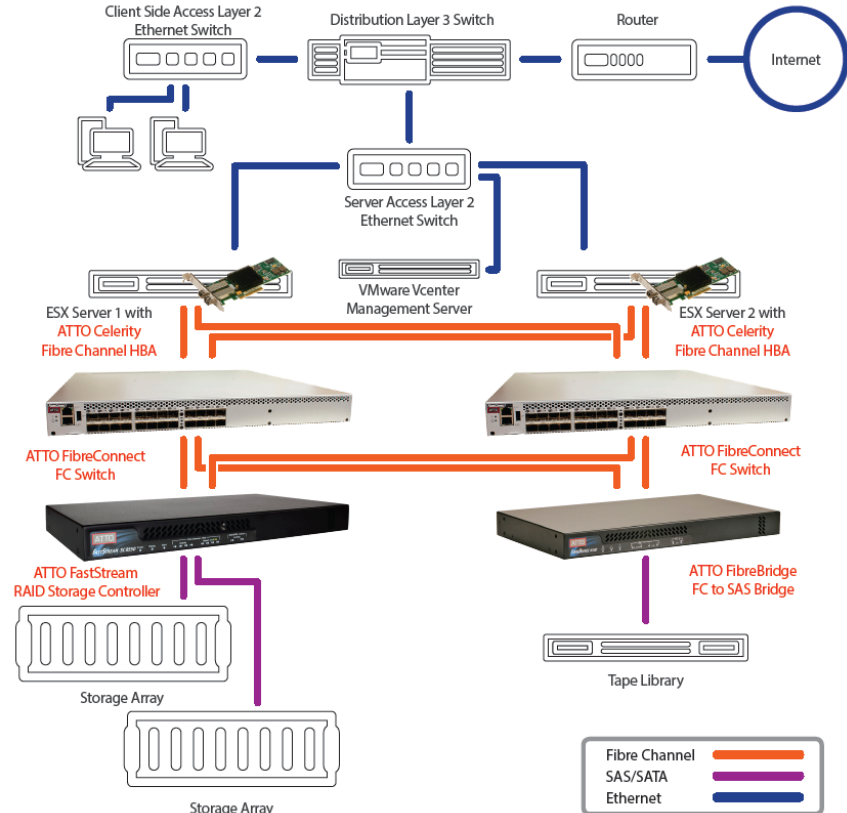 Client Side Access Layer 2
Ethernet Switch
Distribution Layer 3 Switch
Router
Internet
Server Access Layer 2
Ethernet Switch
ESX Server 1 with
ATTO Celerity
Fibre Channel HBA
VMware Vcenter
Management Server
ESX Server 2 with
ATTO Celerity
Fibre Channel HBA
ATTO FibreConnect
FC Switch
ATTO FibreConnect
FC Switch
ATTO
ATTO
ATTO FastStream
RAID Storage Controller
ATTO FibreBridge
FC to SAS Bridge
Storage Array
Tape Library
Storage Array
Fibre Channel
SAS/SATA
Ethernet